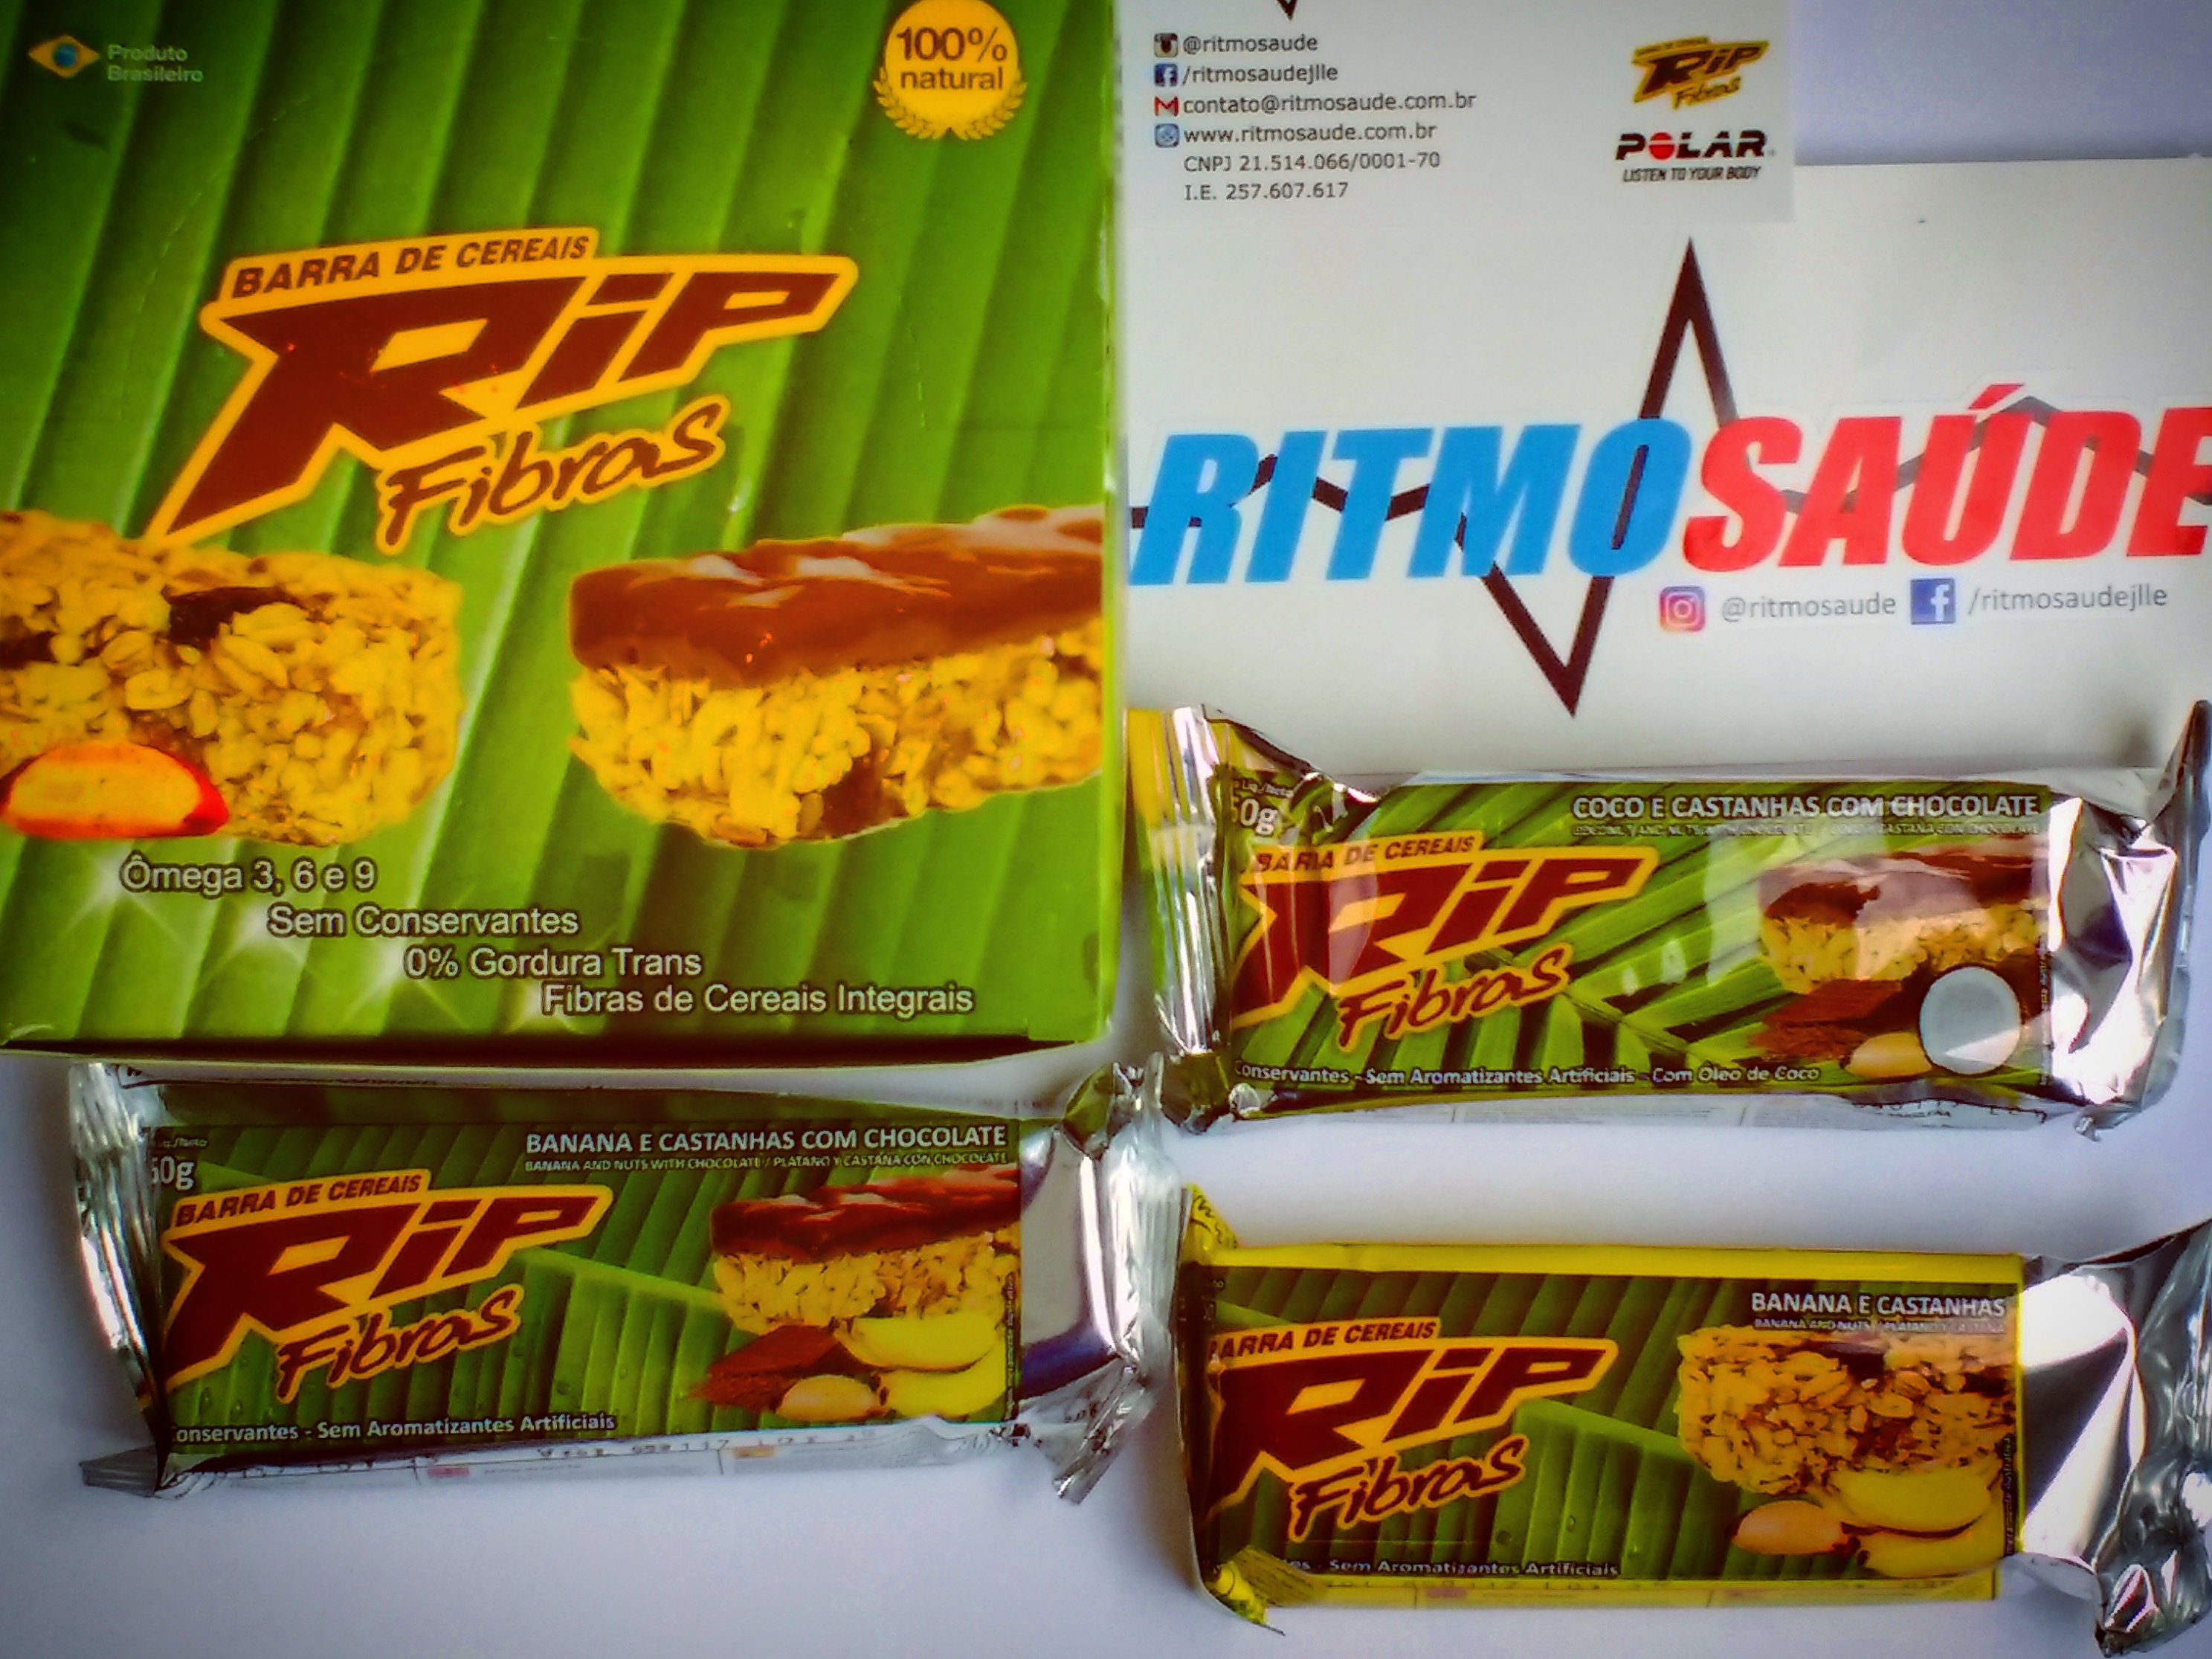 Produto
Brasileiro
100%
natural
BARRA DE CEREAIS
RiP
Fibras
Ômega 3, 6 e 9
Sem Conservantes
0% Gordura Trans
Fibras de Cereais Integrais
@ritmosaude
/ritmosaudejlle
contato@ritmosaude.com.br
www.ritmosaude.com.br
CNPJ 21.514.066/0001-70
I.E. 257.607.617
RiP
Fibras
POLAR
LISTEN TO YOUR BODY
RITMOSAÚDE
@ritmosaude /ritmosaudejlle
COCO E CASTANHAS COM CHOCOLATE
BARRA DE CEREAIS
RiP
Fibras
Conservantes - Sem Aromatizantes Artificiais - Com Óleo de Coco
BANANA E CASTANHAS COM CHOCOLATE
BANANA AND NUTS WITH CHOCOLATE / PLATANO Y CASTANA CON CHOCOLATE
BARRA DE CEREAIS
RiP
Fibras
onservantes - Sem Aromatizantes Artificiais
BANANA E CASTANHAS
BARRA DE CEREAIS
RiP
Fibras
Sem Aromatizantes Artificiais